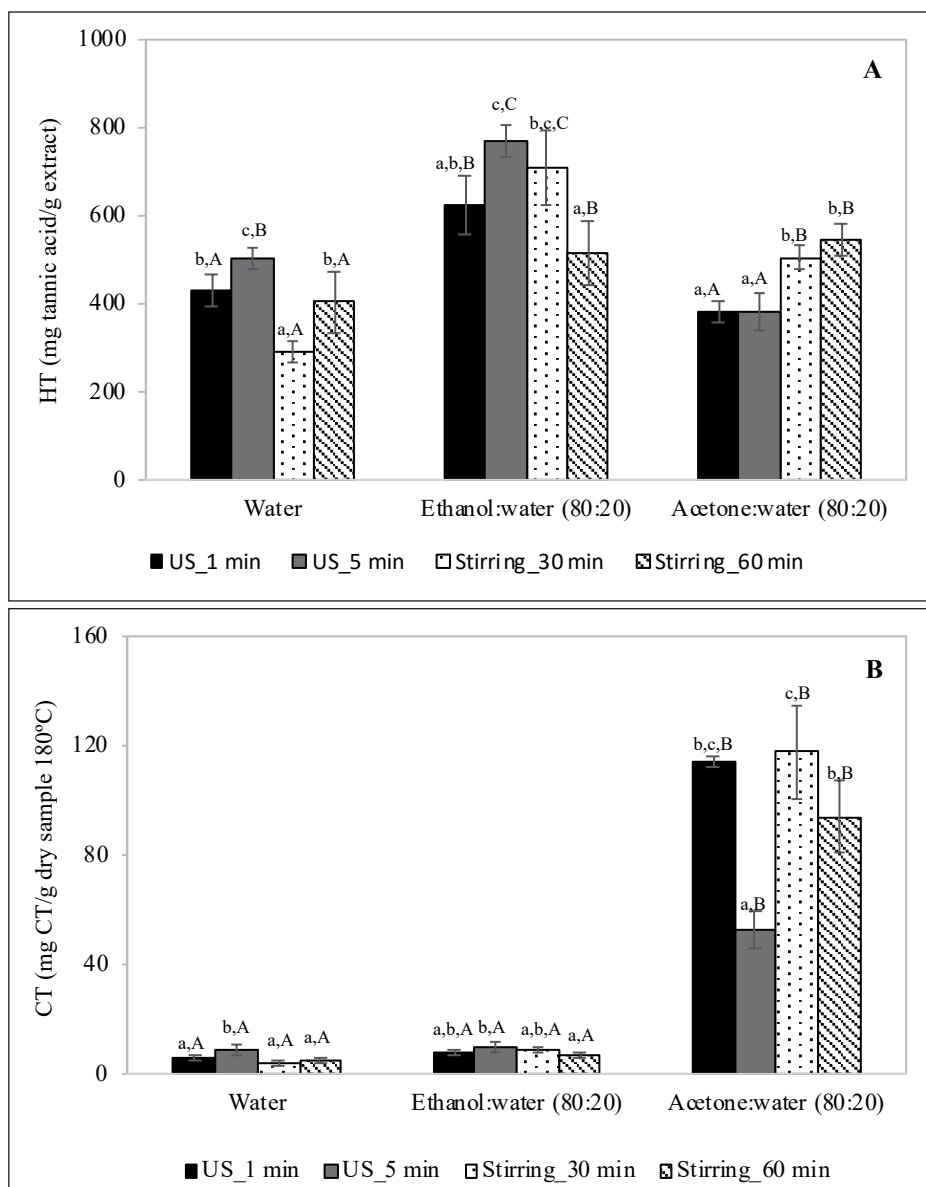 1000
A
800
600
400
200
0
HT (mg tannic acid/g extract)
b,A
c,B
a,A
b,A
a,b,B
c,C
b,c,C
a,B
a,A
a,A
b,B
b,B
Water
Ethanol:water (80:20)
Acetone:water (80:20)
US_1 min
US_5 min
Stirring_30 min
Stirring_60 min
160
B
120
80
40
0
CT (mg CT/g dry sample 180ºC)
a,A
b,A
a,A
a,A
a,b,A
b,A
a,b,A
a,A
b,c,B
a,B
c,B
b,B
Water
Ethanol:water (80:20)
Acetone:water (80:20)
US_1 min
US_5 min
Stirring_30 min
Stirring_60 min